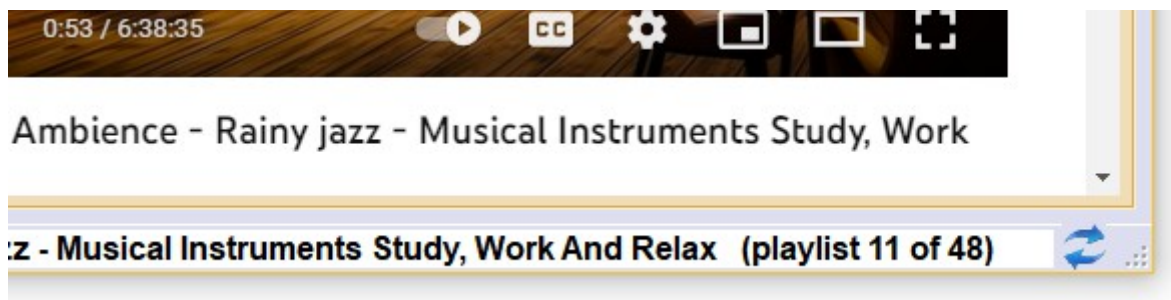 0:53 / 6:38:35 CC
Ambience - Rainy jazz - Musical Instruments Study, Work
zz - Musical Instruments Study, Work And Relax (playlist 11 of 48)